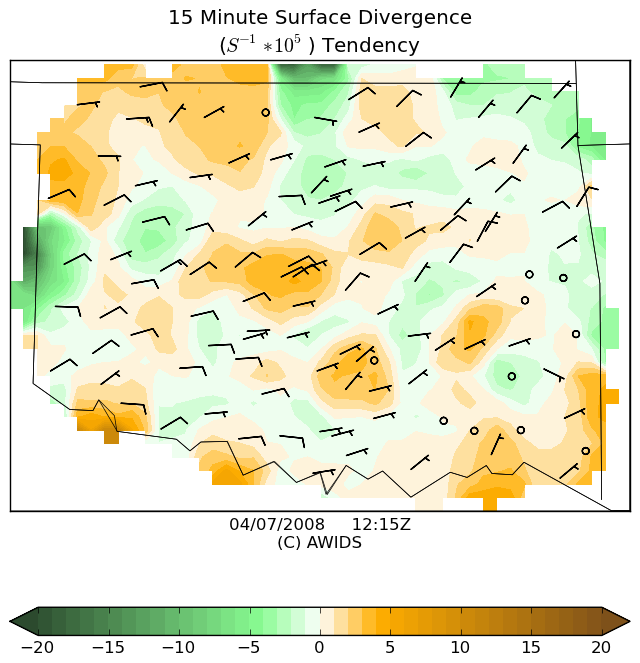 15 Minute Surface Divergence
(S⁻¹ *10⁵ ) Tendency
04/07/2008 12:15Z
(C) AWIDS
−20 −15 −10 −5 0 5 10 15 20